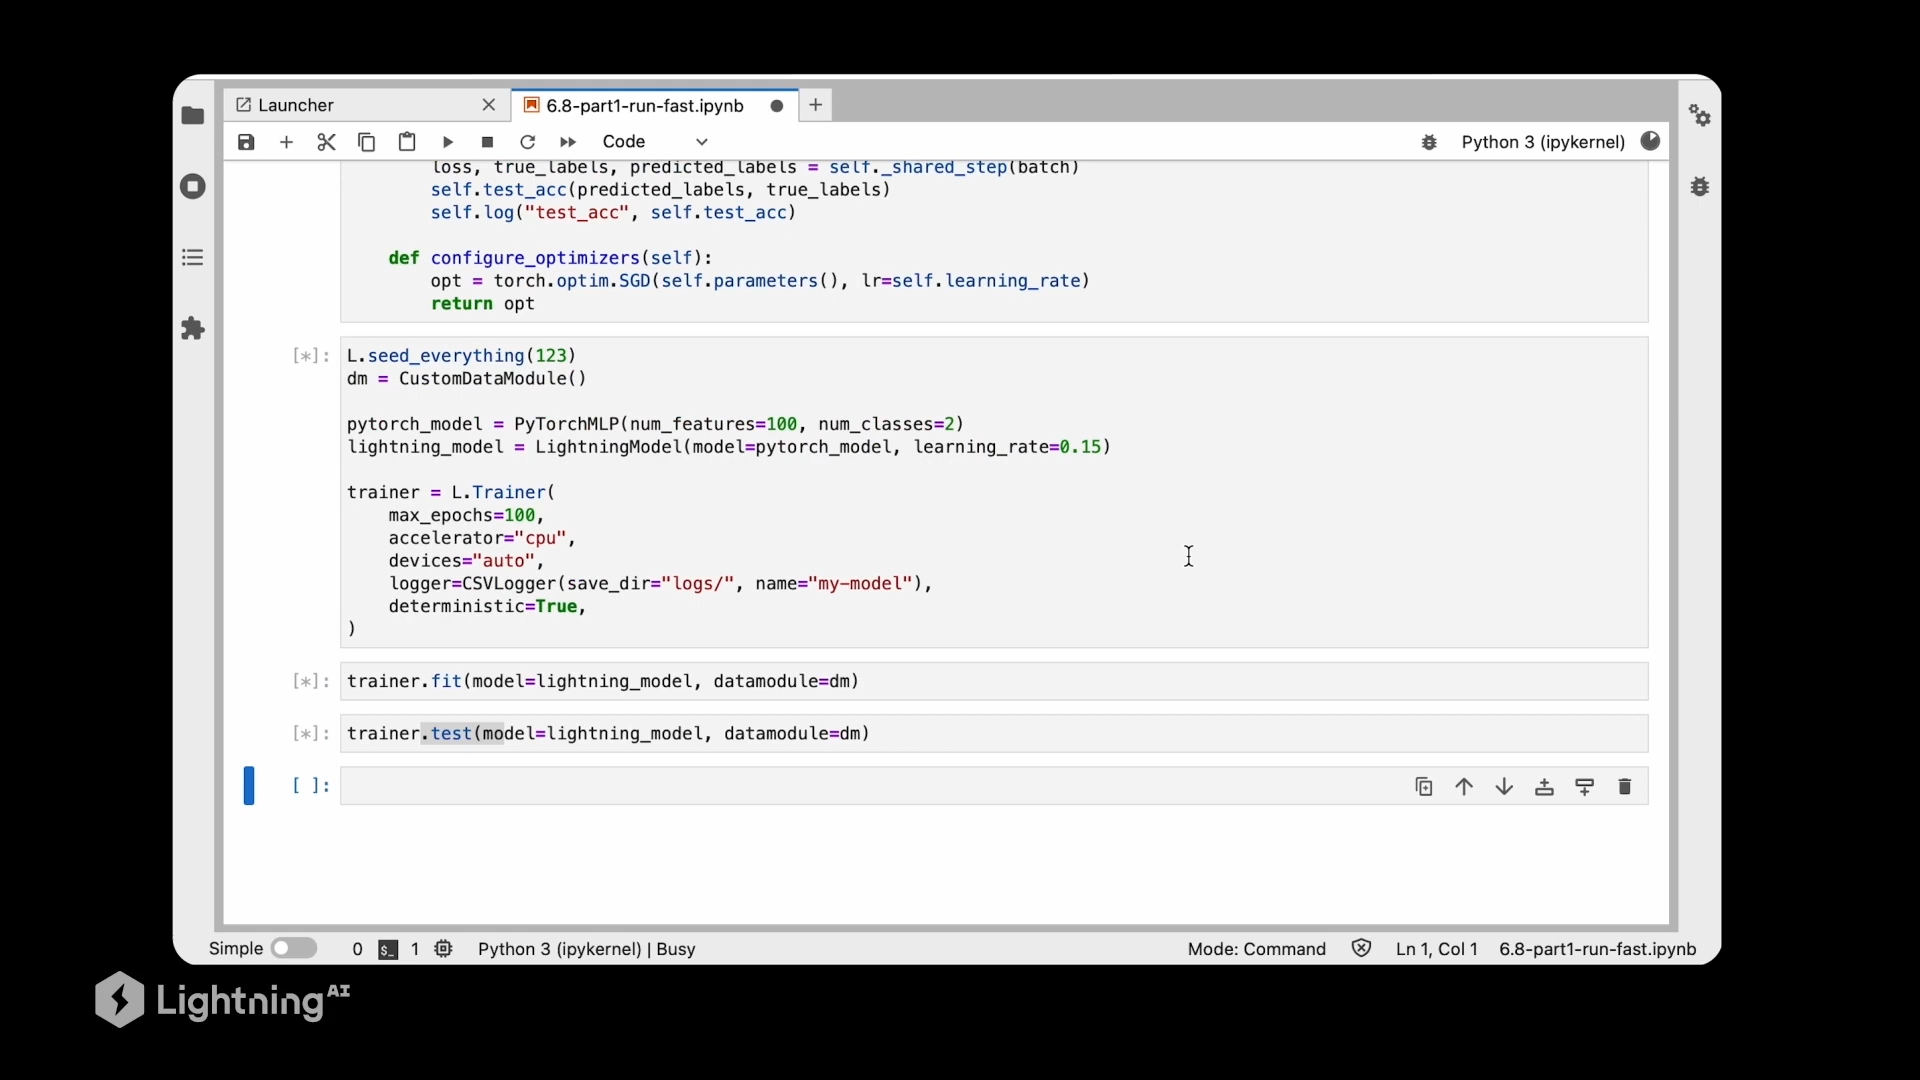 Launcher
6.8-part1-run-fast.ipynb
Code
Python 3 (ipykernel)
loss, true_labels, predicted_labels = self._shared_step(batch)
self.test_acc(predicted_labels, true_labels)
self.log("test_acc", self.test_acc)
def configure_optimizers(self):
opt = torch.optim.SGD(self.parameters(), lr=self.learning_rate)
return opt
[*]:
L.seed_everything(123)
dm = CustomDataModule()
pytorch_model = PyTorchMLP(num_features=100, num_classes=2)
lightning_model = LightningModel(model=pytorch_model, learning_rate=0.15)
trainer = L.Trainer(
max_epochs=100,
accelerator="cpu",
devices="auto",
logger=CSVLogger(save_dir="logs/", name="my-model"),
deterministic=True,
)
[*]: trainer.fit(model=lightning_model, datamodule=dm)
[*]: trainer.test(model=lightning_model, datamodule=dm)
[ ]:
Simple 0 $_ 1 Python 3 (ipykernel) | Busy Mode: Command Ln 1, Col 1 6.8-part1-run-fast.ipynb
Lightning AI